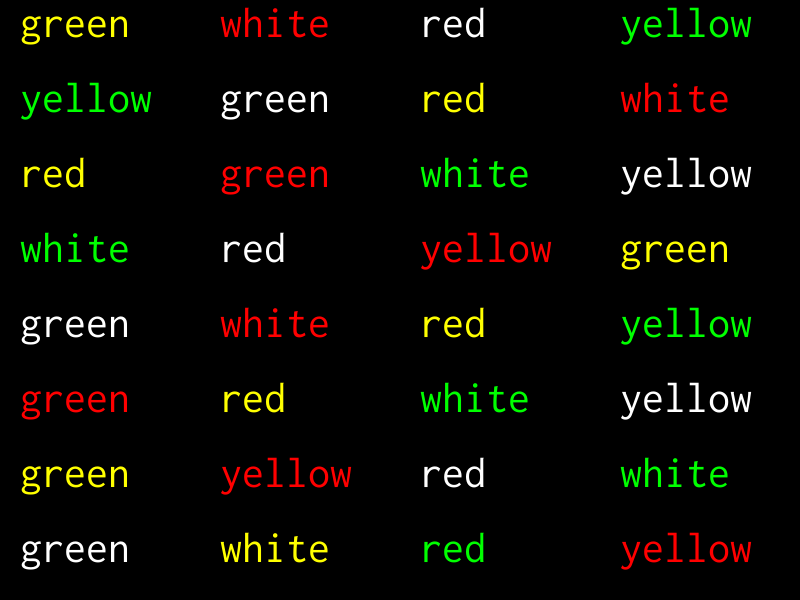 green white red yellow
yellow green red white
red green white yellow
white red yellow green
green white red yellow
green red white yellow
green yellow red white
green white red yellow